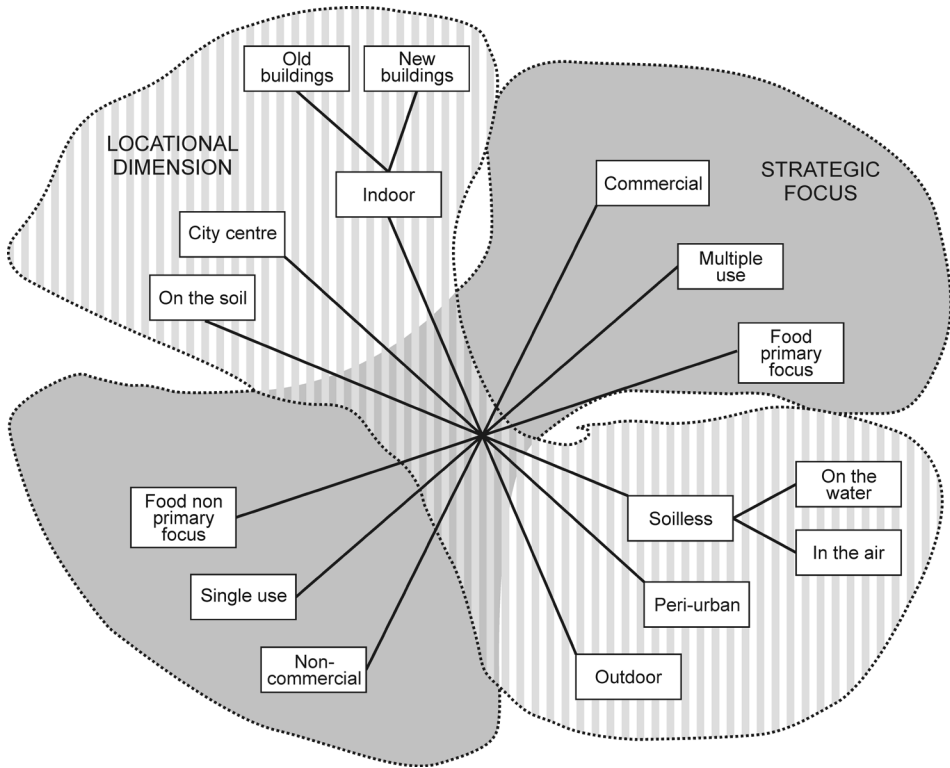 Old
buildings
New
buildings
LOCATIONAL
DIMENSION
Indoor
City centre
On the soil
STRATEGIC
FOCUS
Commercial
Multiple
use
Food
primary
focus
Food non
primary
focus
Single use
Non-
commercial
Soilless
On the
water
In the air
Peri-urban
Outdoor